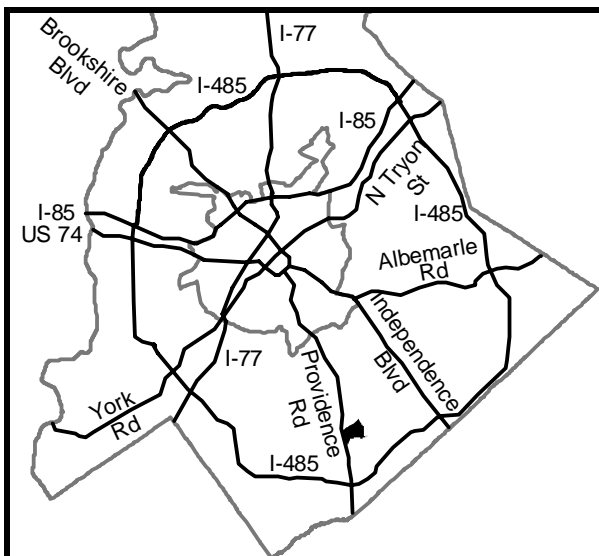 I-77
Brookshire
Blvd
I-485
I-85
N Tryon
St
I-85
US 74
I-485
Albemarle
Rd
Independence
Blvd
I-77
Providence
Rd
York
Rd
I-485